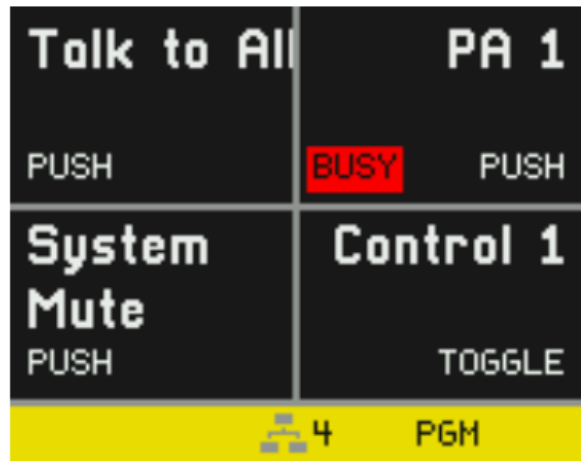 Talk to All
PUSH
PA 1
BUSY PUSH
System
Mute
PUSH
Control 1
TOGGLE
4 PGM